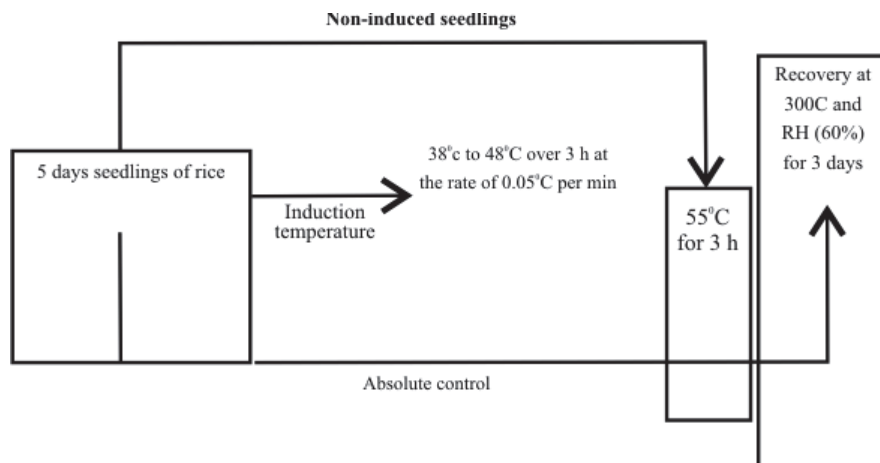 Non-induced seedlings
5 days seedlings of rice
Induction
temperature
38°c to 48°C over 3 h at
the rate of 0.05°C per min
55°C
for 3 h
Recovery at
300C and
RH (60%)
for 3 days
Absolute control